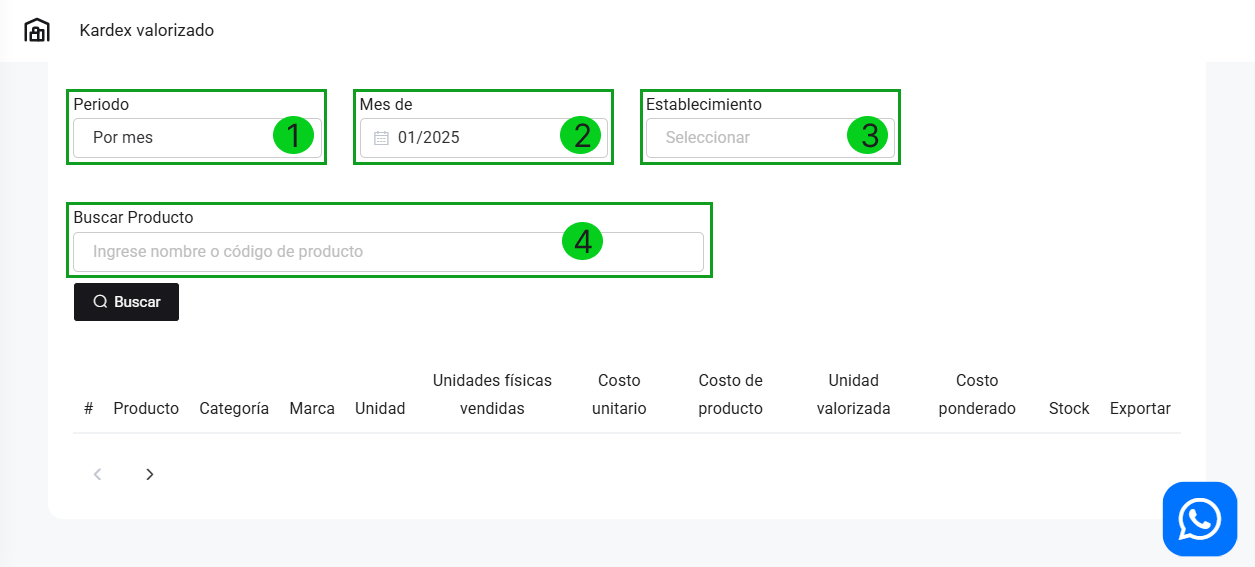 Kardex valorizado
Periodo
Mes de
Establecimiento
Por mes
1
01/2025
2
Seleccionar
3
Buscar Producto
Ingrese nombre o código de producto
4
Buscar
# Producto Categoría Marca Unidad Unidades físicas vendidas Costo unitario Costo de producto Unidad valorizada Costo ponderado Stock Exportar